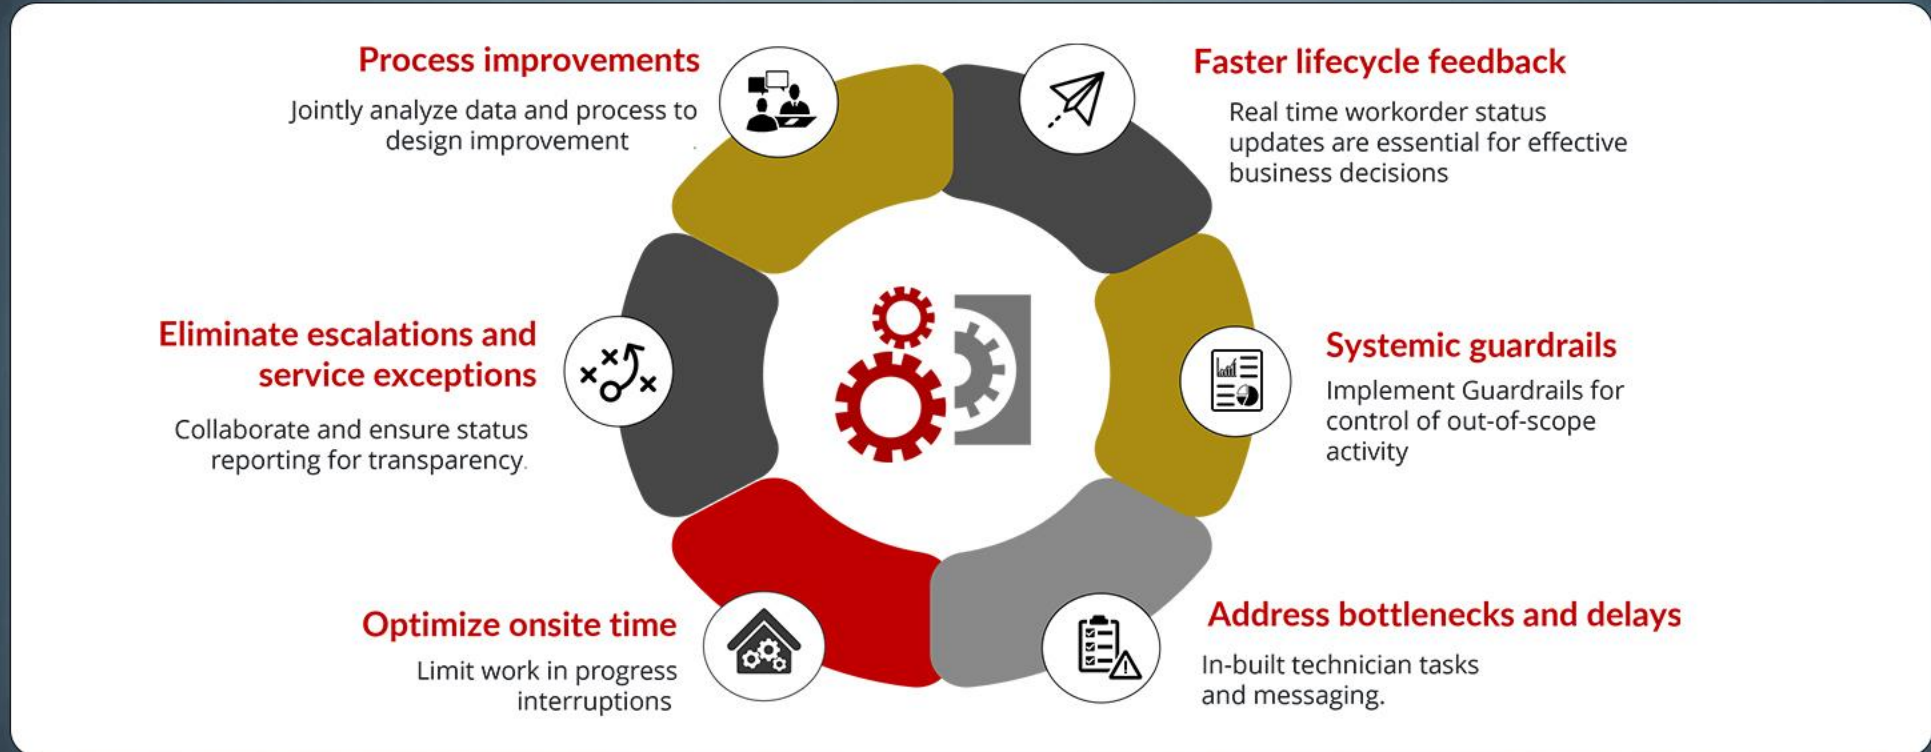 Process improvements
Jointly analyze data and process to
design improvement
Faster lifecycle feedback
Real time workorder status
updates are essential for effective
business decisions
Eliminate escalations and
service exceptions
Collaborate and ensure status
reporting for transparency.
Systemic guardrails
Implement Guardrails for
control of out-of-scope
activity
Optimize onsite time
Limit work in progress
interruptions
Address bottlenecks and delays
In-built technician tasks
and messaging.